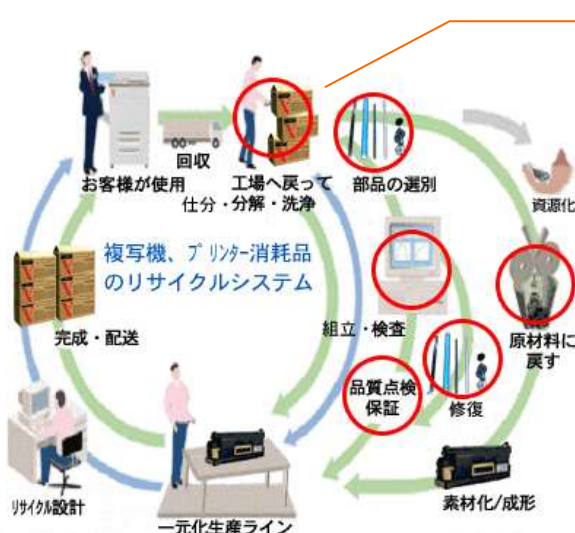 回収
お客様が使用
工場へ戻って
仕分・分解・洗浄
部品の選別
資源化
複写機、プリンター消耗品
のリサイクルシステム
組立・検査
原材料に
戻す
完成・配送
品質点検
保証
修復
リサイクル設計
素材化/成形
一元化生産ライン